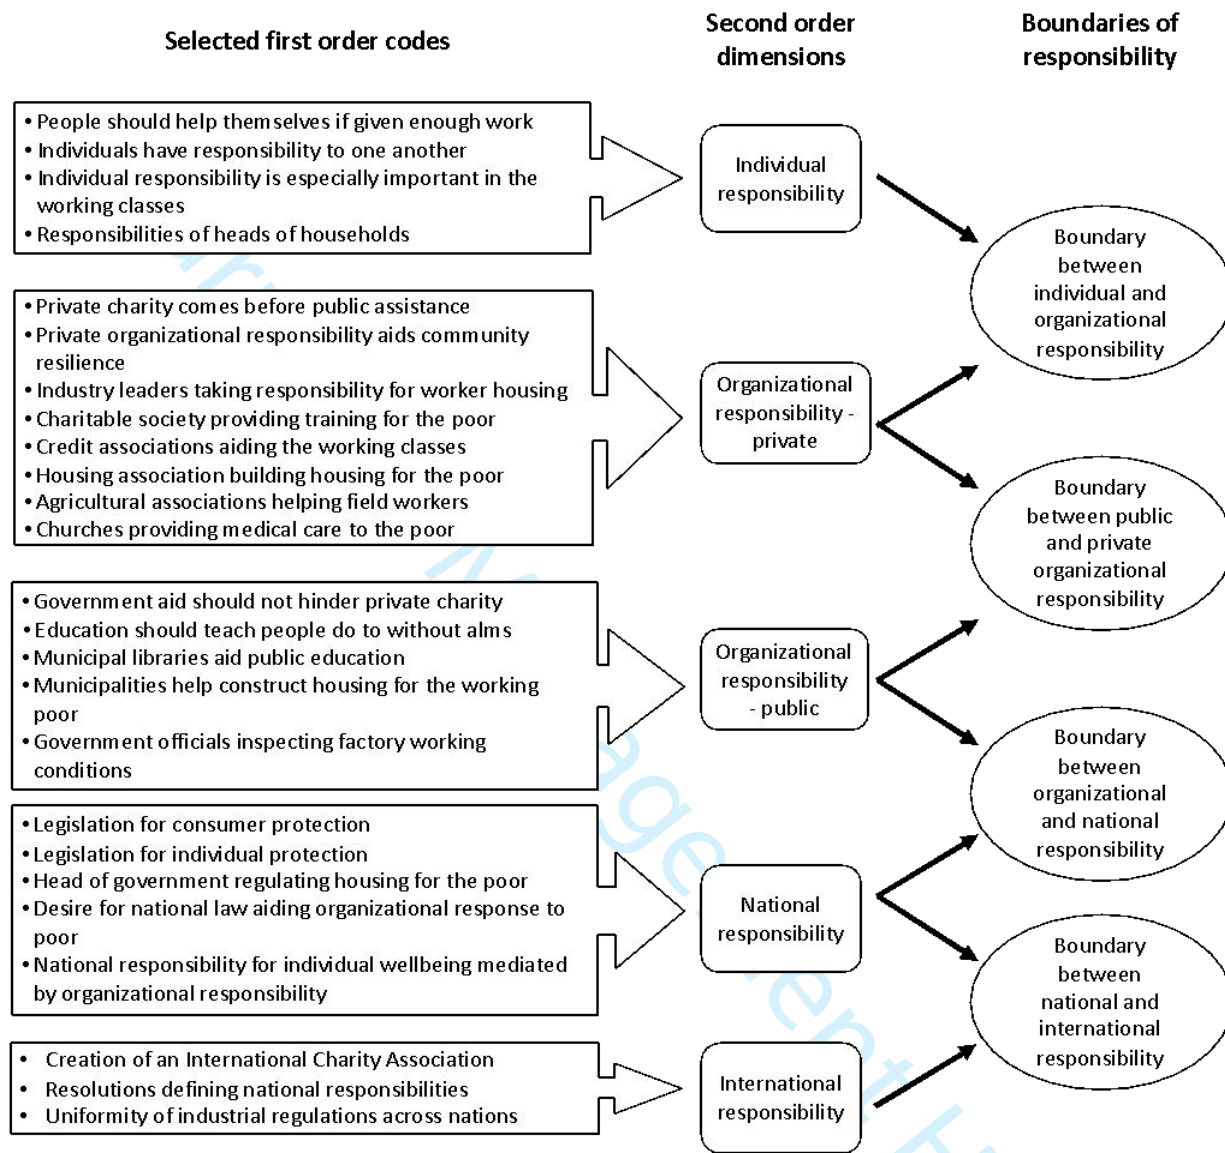 Selected first order codes
Second order
dimensions
Boundaries of
responsibility
• People should help themselves if given enough work
• Individuals have responsibility to one another
• Individual responsibility is especially important in the
working classes
• Responsibilities of heads of households
Individual
responsibility
Boundary
between
individual and
organizational
responsibility
• Private charity comes before public assistance
• Private organizational responsibility aids community
resilience
• Industry leaders taking responsibility for worker housing
• Charitable society providing training for the poor
• Credit associations aiding the working classes
• Housing association building housing for the poor
• Agricultural associations helping field workers
• Churches providing medical care to the poor
Organizational
responsibility -
private
Boundary
between public
and private
organizational
responsibility
• Government aid should not hinder private charity
• Education should teach people do to without alms
• Municipal libraries aid public education
• Municipalities help construct housing for the working
poor
• Government officials inspecting factory working
conditions
Organizational
responsibility
- public
Boundary
between
organizational
and national
responsibility
• Legislation for consumer protection
• Legislation for individual protection
• Head of government regulating housing for the poor
• Desire for national law aiding organizational response to
poor
• National responsibility for individual wellbeing mediated
by organizational responsibility
National
responsibility
Boundary
between
national and
international
responsibility
• Creation of an International Charity Association
• Resolutions defining national responsibilities
• Uniformity of industrial regulations across nations
International
responsibility